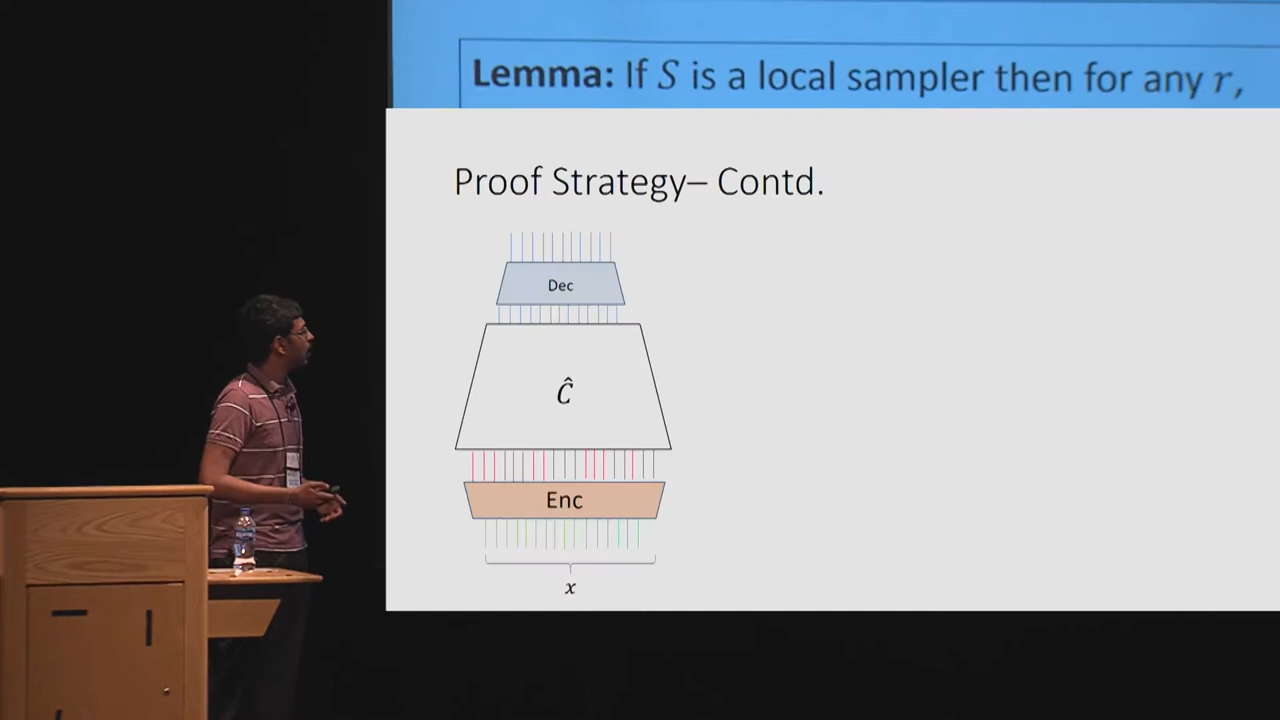 Lemma: If S is a local sampler then for any r,
Proof Strategy– Contd.
Dec
Ĉ
Enc
x